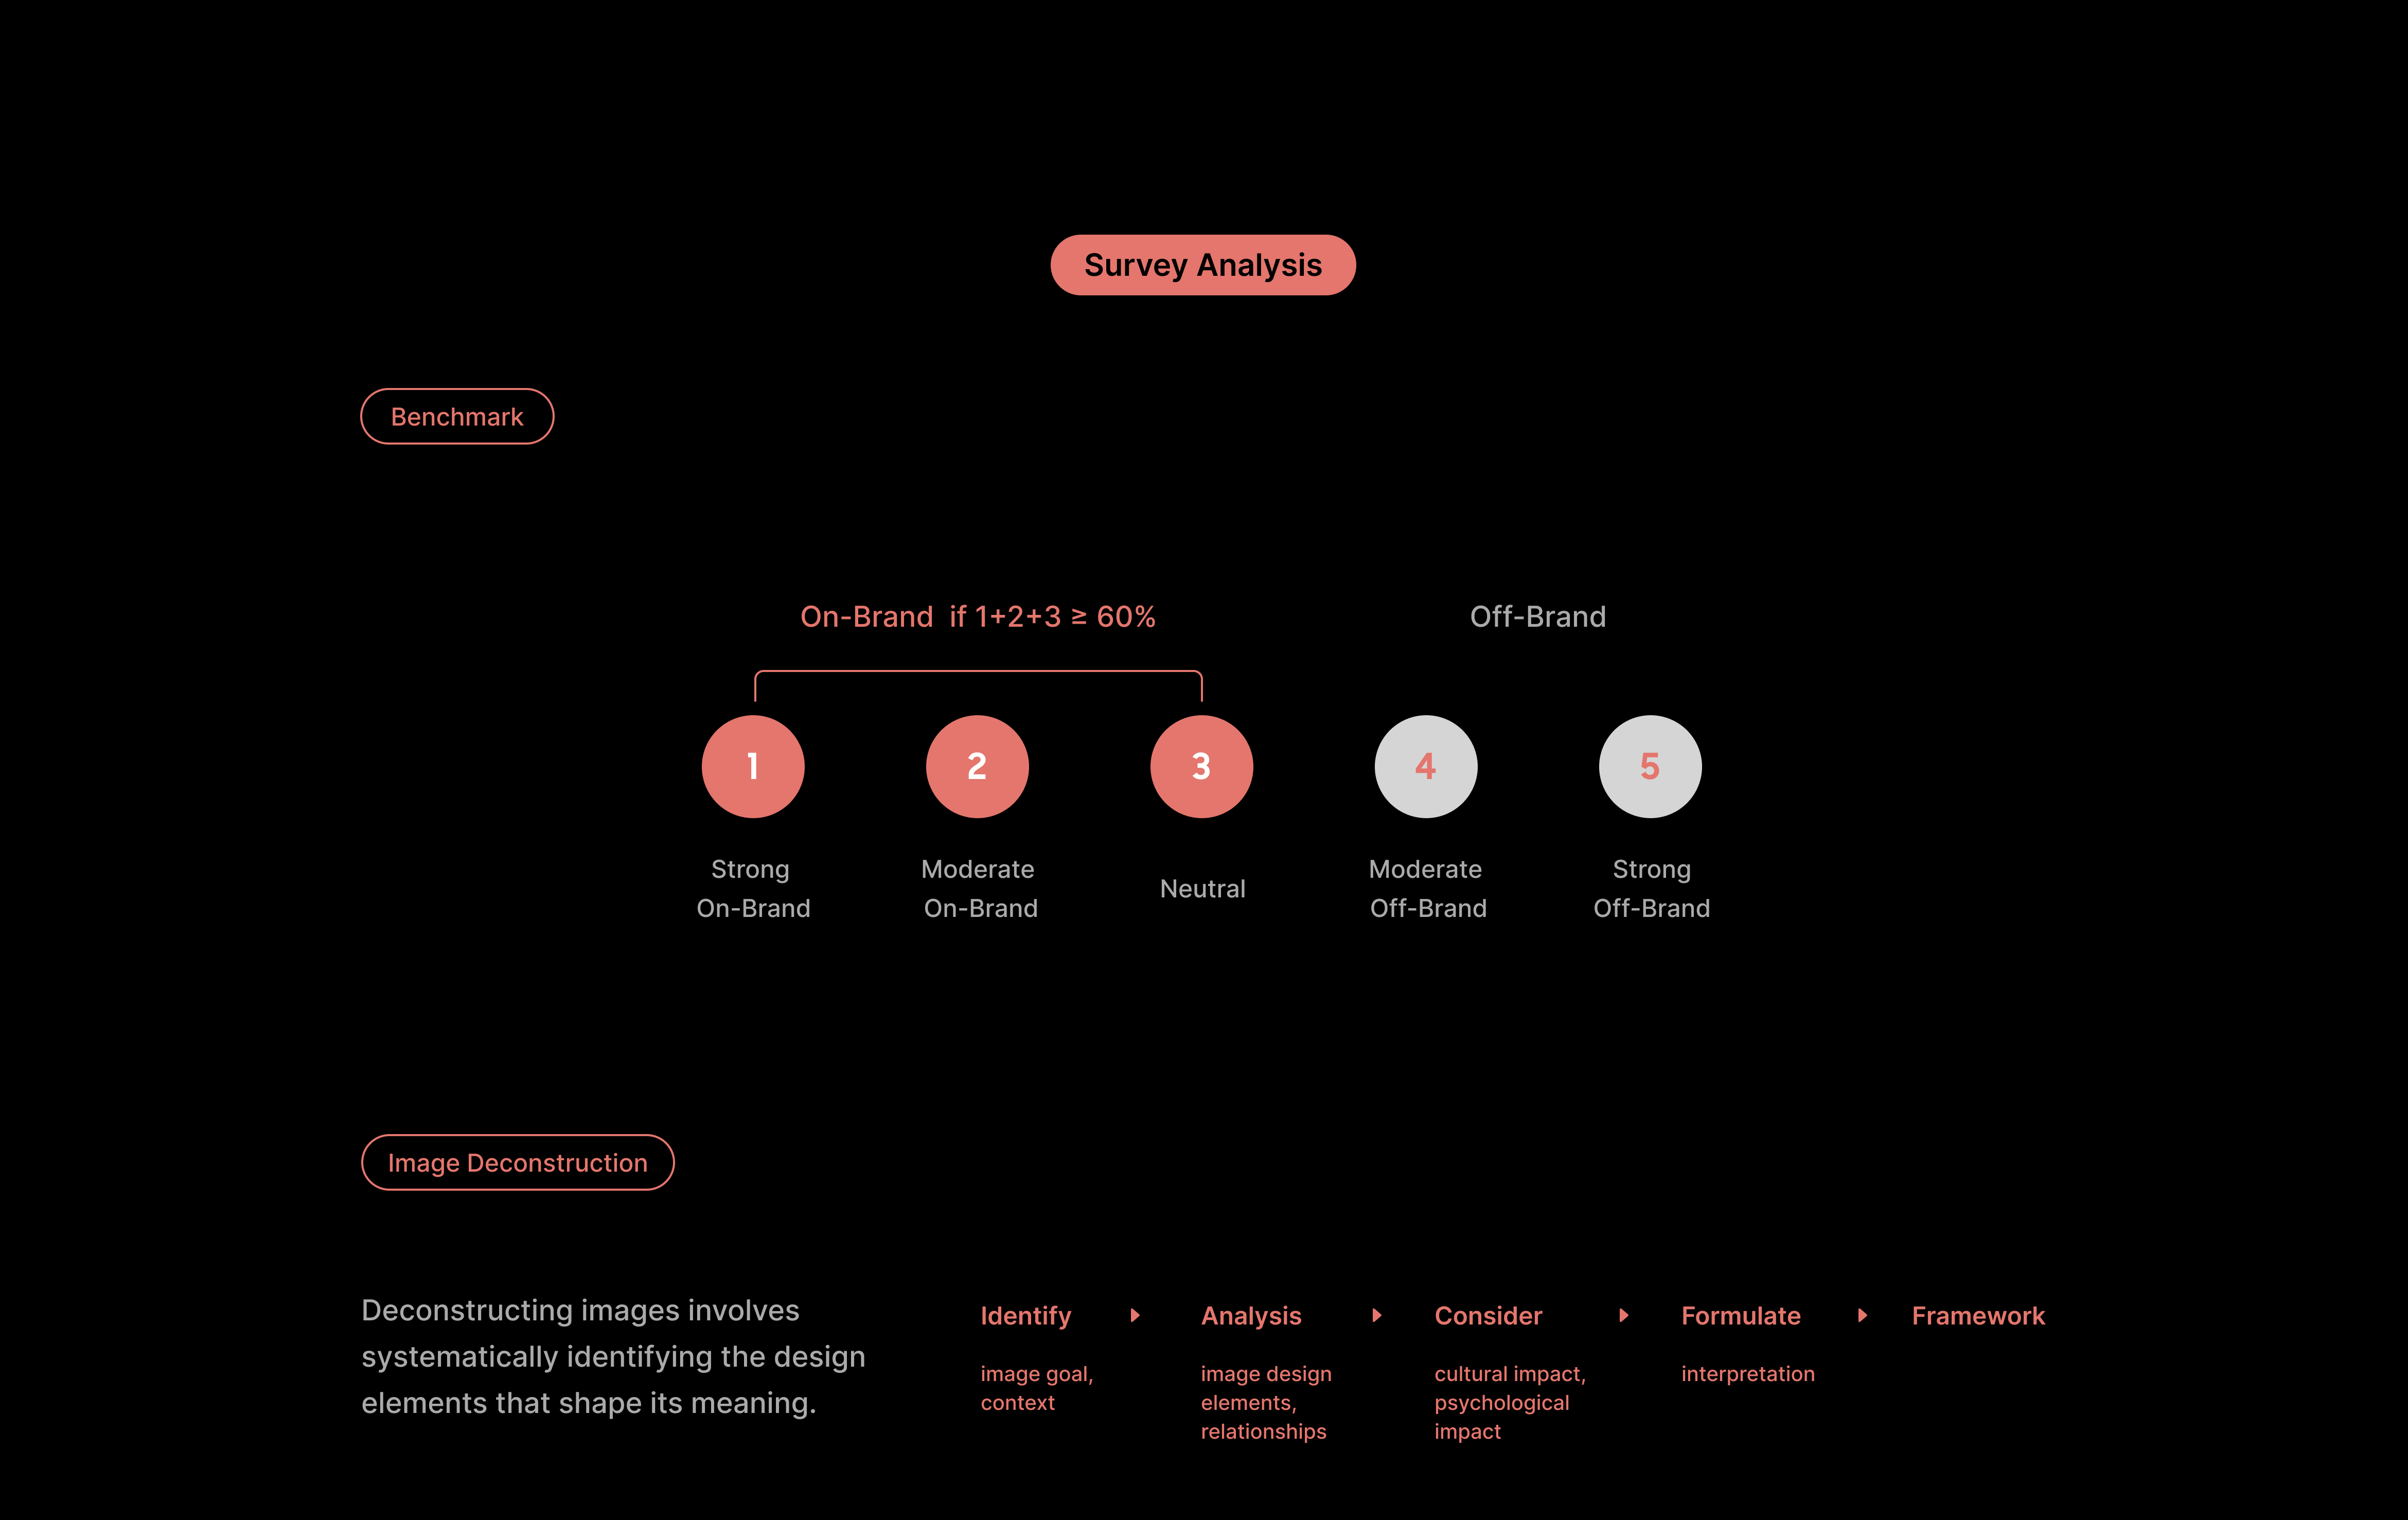 Survey Analysis
Benchmark
On-Brand  if 1+2+3 ≥ 60%
Off-Brand
1
2
3
4
5
Strong
On-Brand
Moderate
On-Brand
Neutral
Moderate
Off-Brand
Strong
Off-Brand
Image Deconstruction
Deconstructing images involves
systematically identifying the design
elements that shape its meaning.
Identify
image goal,
context
Analysis
image design
elements,
relationships
Consider
cultural impact,
psychological
impact
Formulate
interpretation
Framework